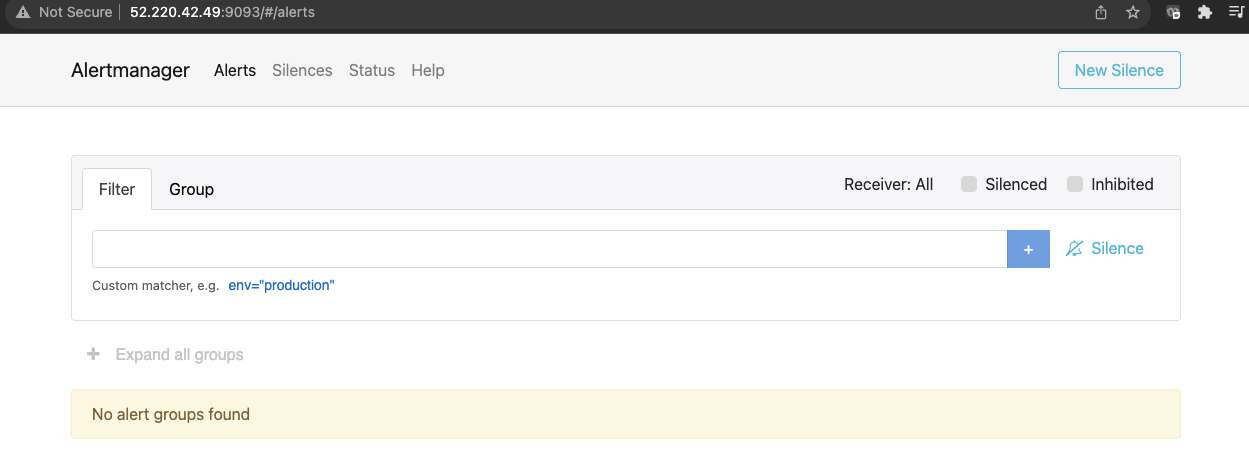 Not Secure 52.220.42.49:9093/#/alerts
Alertmanager Alerts Silences Status Help New Silence
Filter Group Receiver: All Silenced Inhibited
+ Silence
Custom matcher, e.g. env="production"
+ Expand all groups
No alert groups found